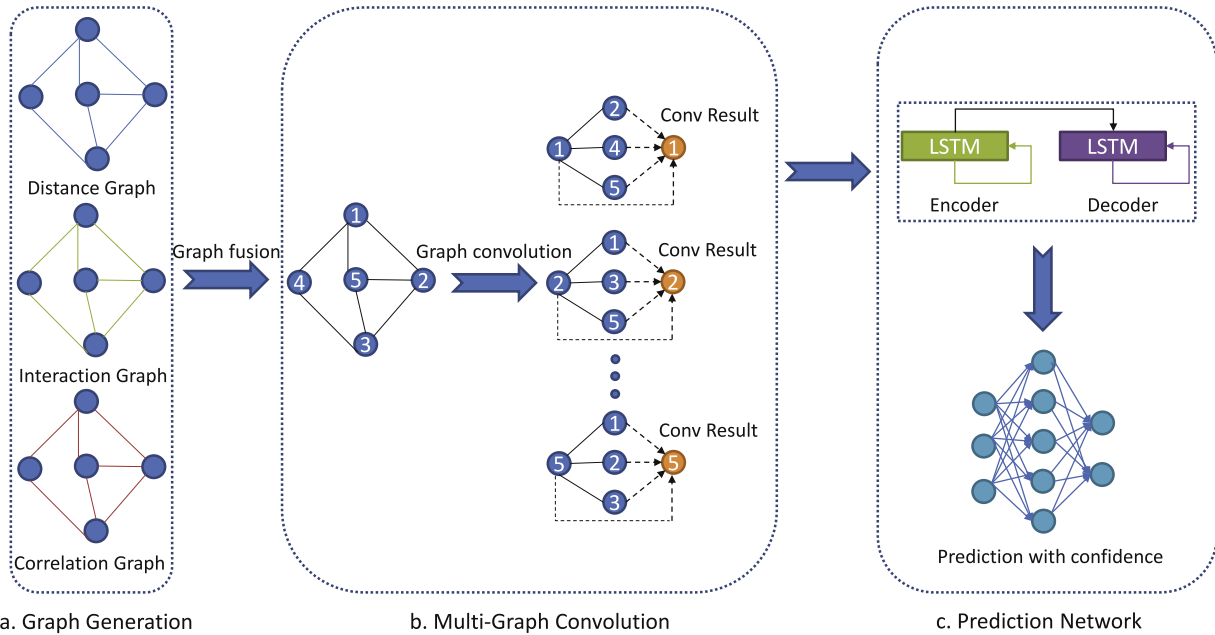 Distance Graph
Interaction Graph
Correlation Graph
a. Graph Generation
Graph fusion
1
4
5
2
3
Graph convolution
2
Conv Result
1
4
1
5
1
Conv Result
2
3
2
5
1
Conv Result
5
2
5
3
b. Multi-Graph Convolution
LSTM
LSTM
Encoder
Decoder
Prediction with confidence
c. Prediction Network